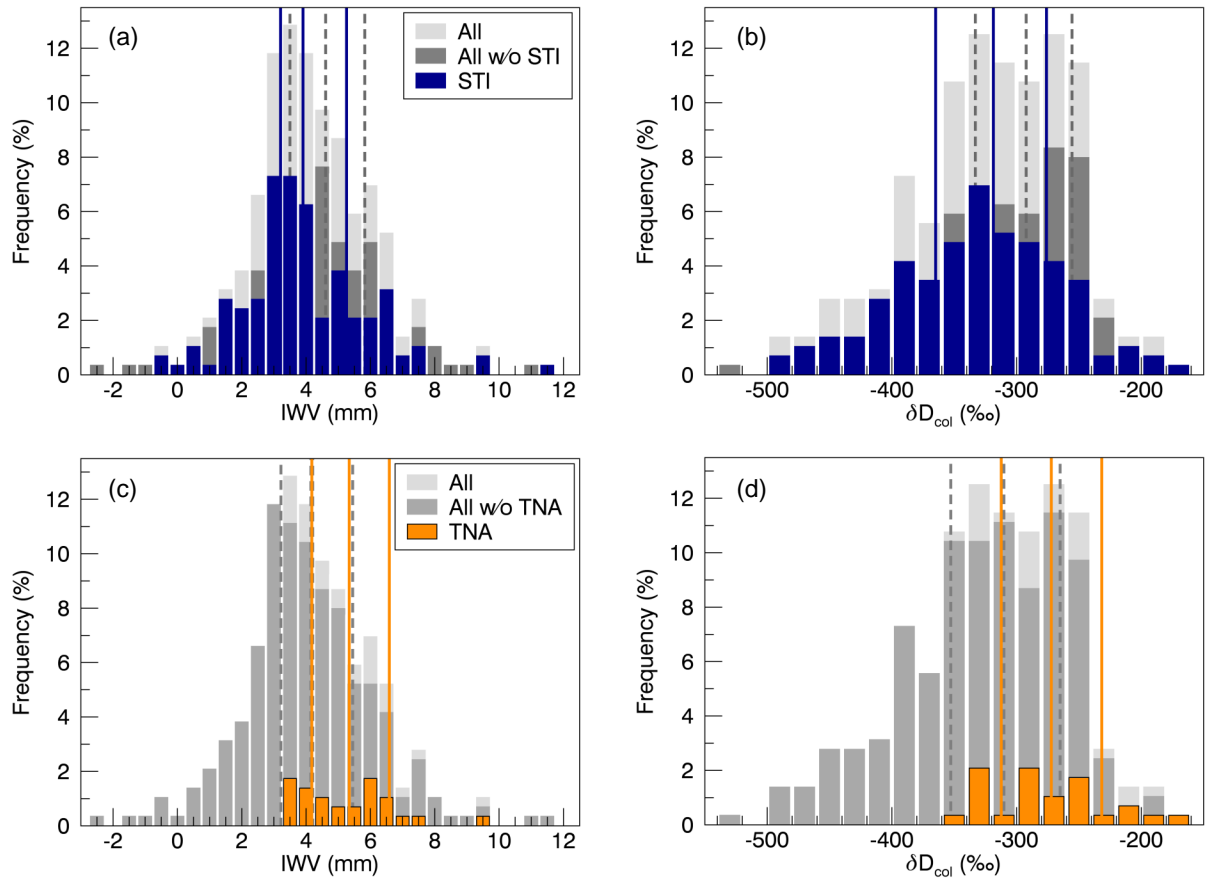 (a)
All
All w/o STI
STI
Frequency (%)
12
10
8
6
4
2
0
-2 0 2 4 6 8 10 12
IWV (mm)
(b)
Frequency (%)
12
10
8
6
4
2
0
-500 -400 -300 -200
δDcol (‰)
(c)
All
All w/o TNA
TNA
Frequency (%)
12
10
8
6
4
2
0
-2 0 2 4 6 8 10 12
IWV (mm)
(d)
Frequency (%)
12
10
8
6
4
2
0
-500 -400 -300 -200
δDcol (‰)